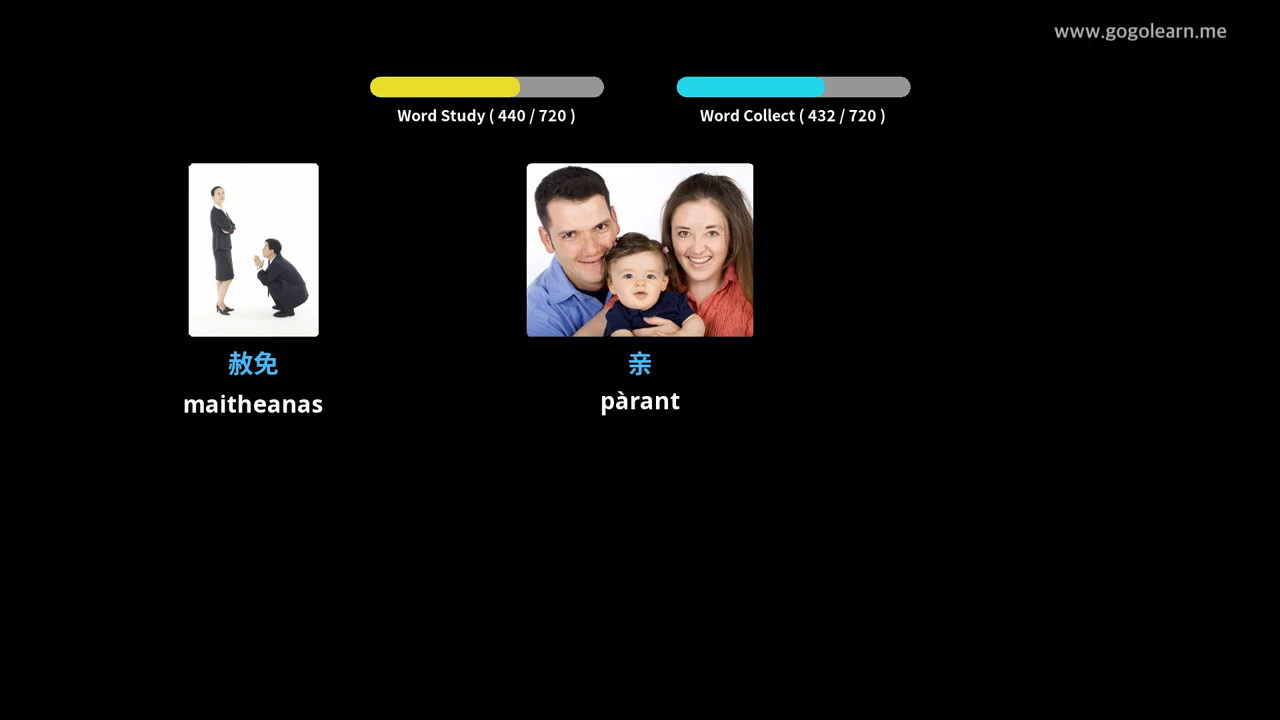 www.gogolearn.me
Word Study ( 440 / 720 )
Word Collect ( 432 / 720 )
赦免
maitheanas
亲
pàrant